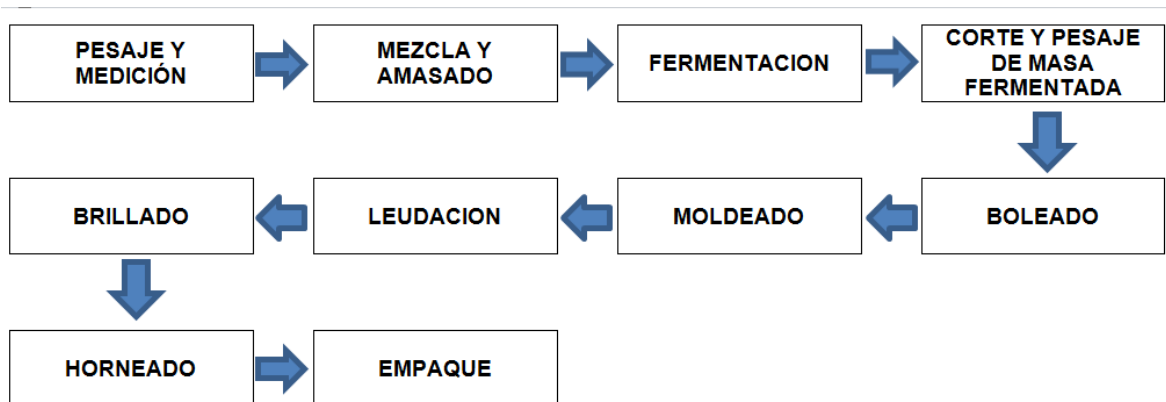 PESAJE Y
MEDICIÓN
MEZCLA Y
AMASADO
FERMENTACION
CORTE Y PESAJE
DE MASA
FERMENTADA
BOLEADO
MOLDEADO
LEUDACION
BRILLADO
HORNEADO
EMPAQUE